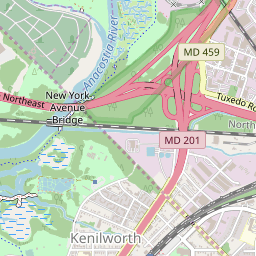 Anacostia River
MD 459
Northeast
New York
Avenue
Bridge
Tuxedo Ro
North
MD 201
Kenilworth